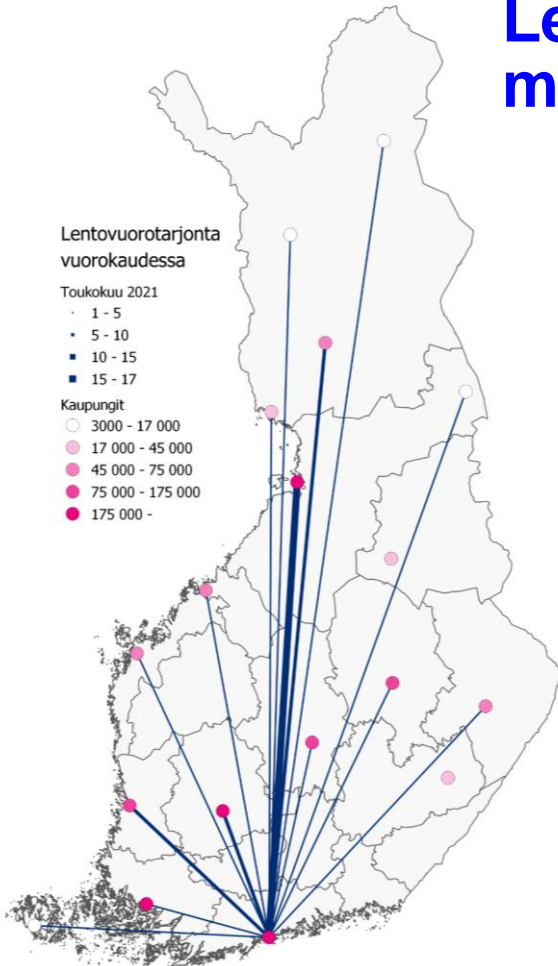 Le
m
Lentovuorotarjonta
vuorokaudessa
Toukokuu 2021
1 - 5
5 - 10
10 - 15
15 - 17
Kaupungit
3000 - 17 000
17 000 - 45 000
45 000 - 75 000
75 000 - 175 000
175 000 -